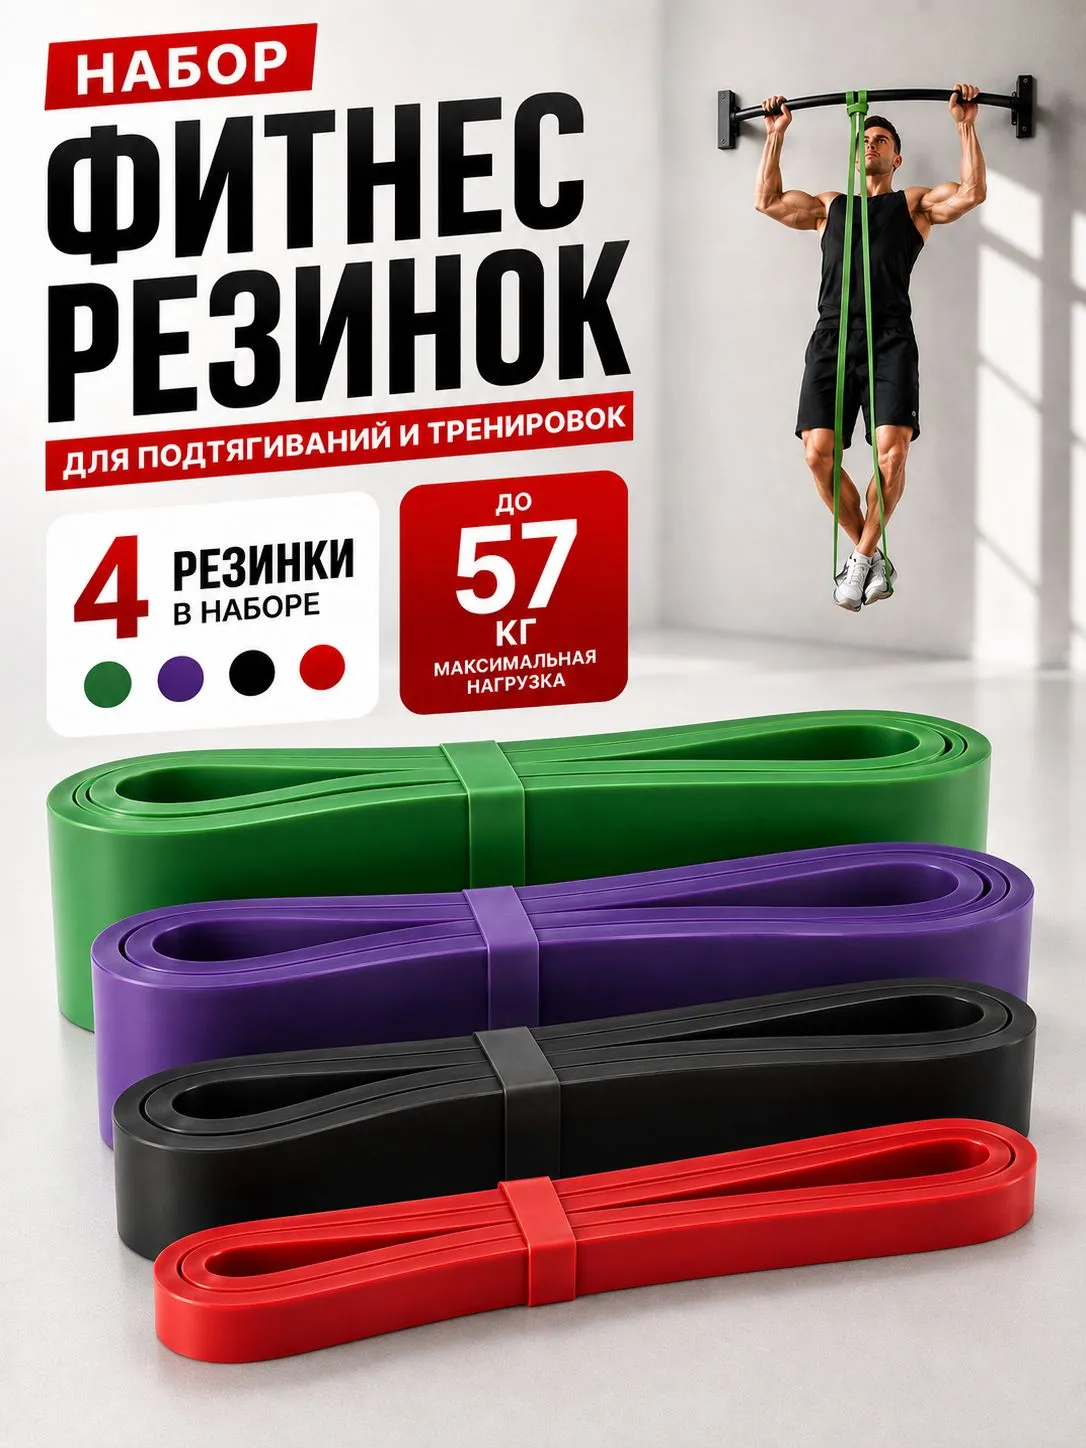 НАБОР
ФИТНЕС
РЕЗИНОК
ДЛЯ ПОДТЯГИВАНИЙ И ТРЕНИРОВОК
4
РЕЗИНКИ
В НАБОРЕ
ДО
57
КГ
МАКСИМАЛЬНАЯ
НАГРУЗКА